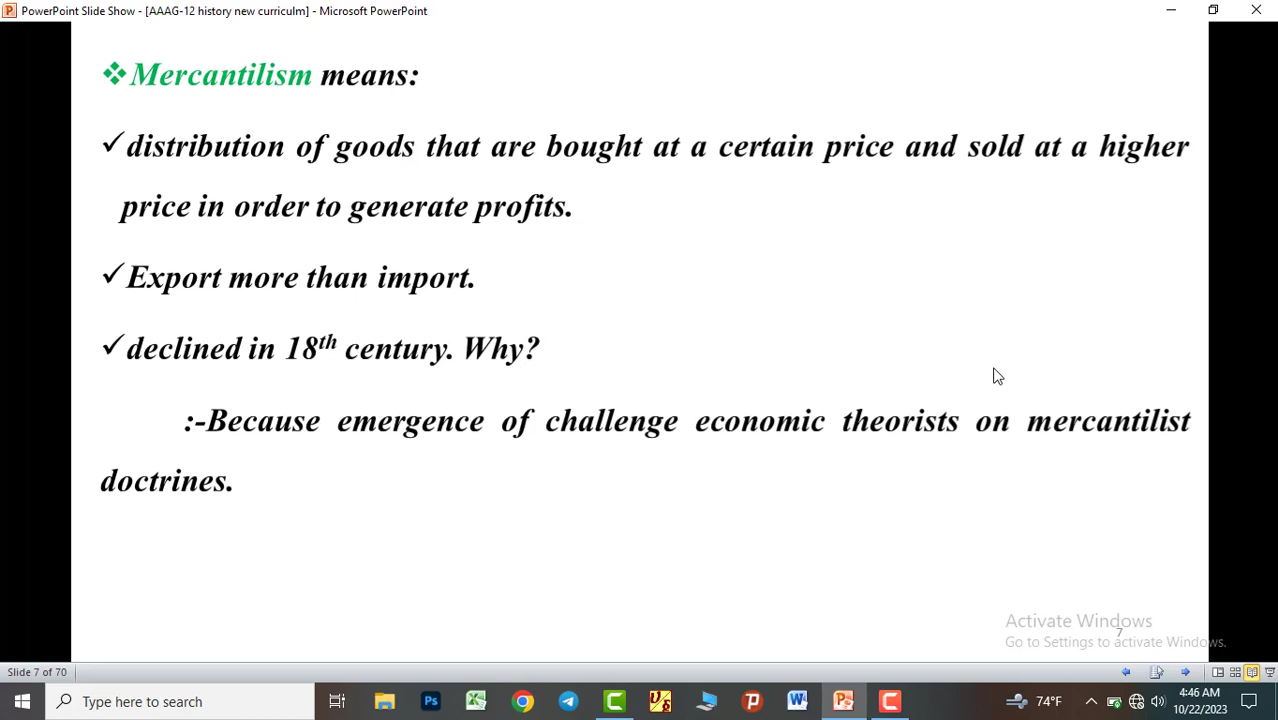 PowerPoint Slide Show - [AAAG-12 history new curriculm] - Microsoft PowerPoint
❖Mercantilism means:
✓distribution of goods that are bought at a certain price and sold at a higher
price in order to generate profits.
✓Export more than import.
✓declined in 18th century. Why?
:-Because emergence of challenge economic theorists on mercantilist
doctrines.
Activate Windows
7
Go to Settings to activate Windows.
Slide 7 of 70
Type here to search
74°F
4:46 AM
10/22/2023